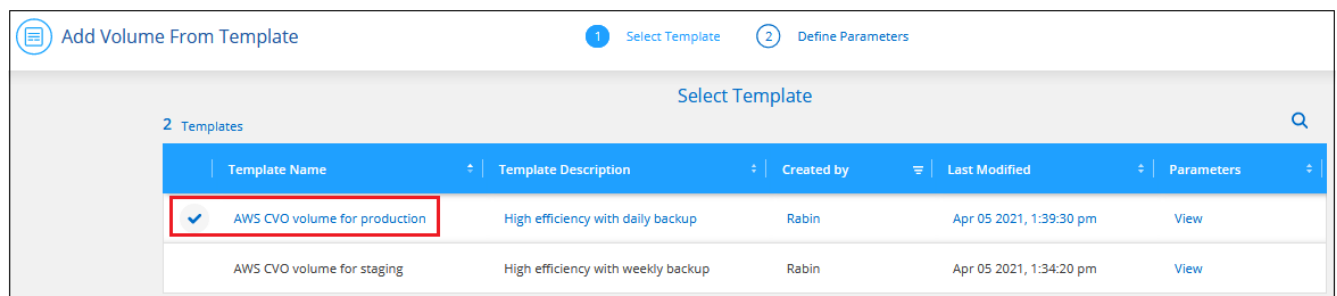 Add Volume From Template
1 Select Template 2 Define Parameters
Select Template
2 Templates
Template Name Template Description Created by Last Modified Parameters
AWS CVO volume for production High efficiency with daily backup Rabin Apr 05 2021, 1:39:30 pm View
AWS CVO volume for staging High efficiency with weekly backup Rabin Apr 05 2021, 1:34:20 pm View